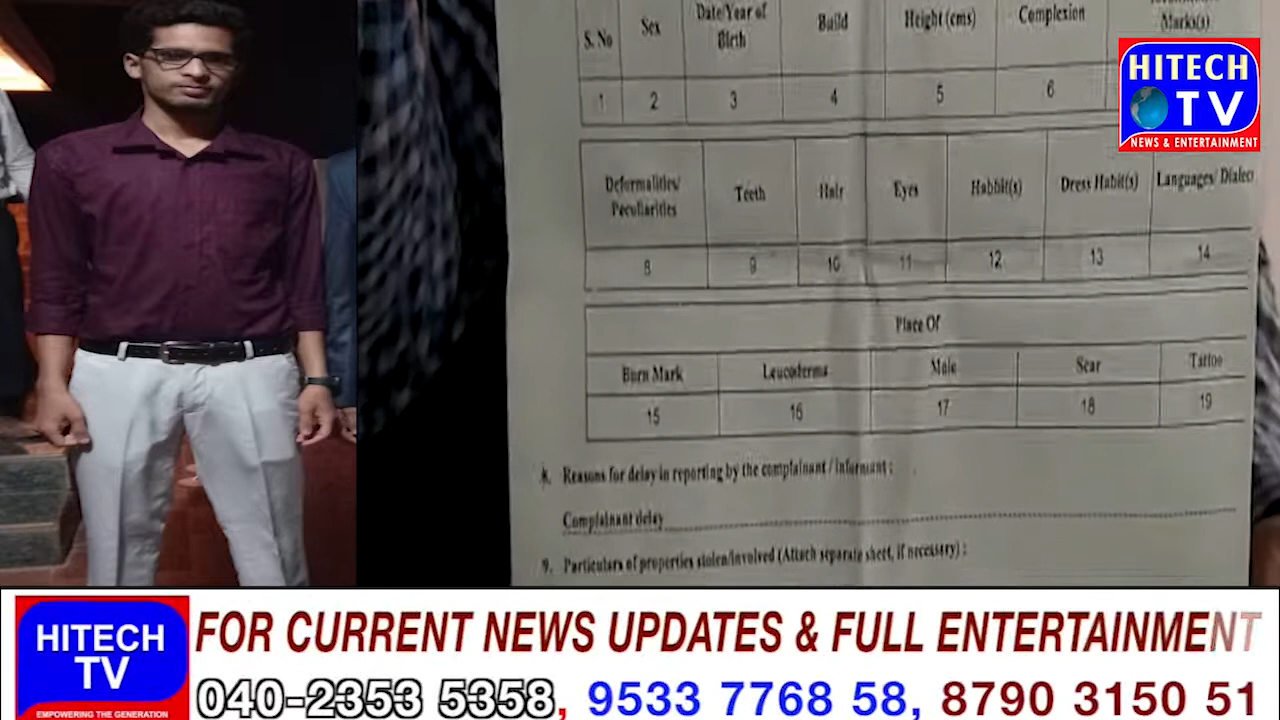 S. No Sex Date/Year of Birth Build Height (cms) Complexion Marks(s)
1 2 3 4 5 6
HITECH
TV
NEWS & ENTERTAINMENT
Deformalities/ Peculiarities Teeth Hair Eyes Habbit(s) Dress Habit(s) Languages/ Dialect
8 9 10 11 12 13 14
Place Of
Burn Mark Leucoderma Mole Scar Tattoo
15 16 17 18 19
8. Reasons for delay in reporting by the complainant / informant :
Complainant delay
9. Particulars of properties stolen/involved (Attach separate sheet, if necessary) :
HITECH
TV
EMPOWERING THE GENERATION
FOR CURRENT NEWS UPDATES & FULL ENTERTAINMENT
040-2353 5358, 9533 7768 58, 8790 3150 51